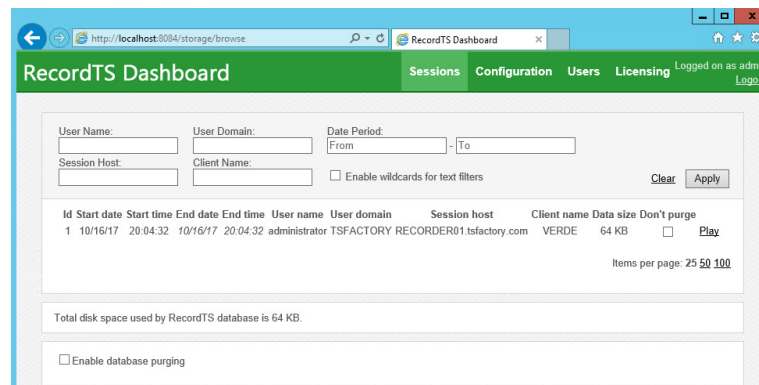 http://localhost:8084/storage/browse
RecordTS Dashboard
RecordTS Dashboard
Sessions Configuration Users Licensing
Logged on as adm
Logo
User Name: User Domain: Date Period:
From - To
Session Host: Client Name:
Enable wildcards for text filters
Clear Apply
Id Start date Start time End date End time User name User domain Session host Client name Data size Don't purge
1 10/16/17 20:04:32 10/16/17 20:04:32 administrator TSFACTORY RECORDER01.tsfactory.com VERDE 64 KB Play
Items per page: 25 50 100
Total disk space used by RecordTS database is 64 KB.
Enable database purging